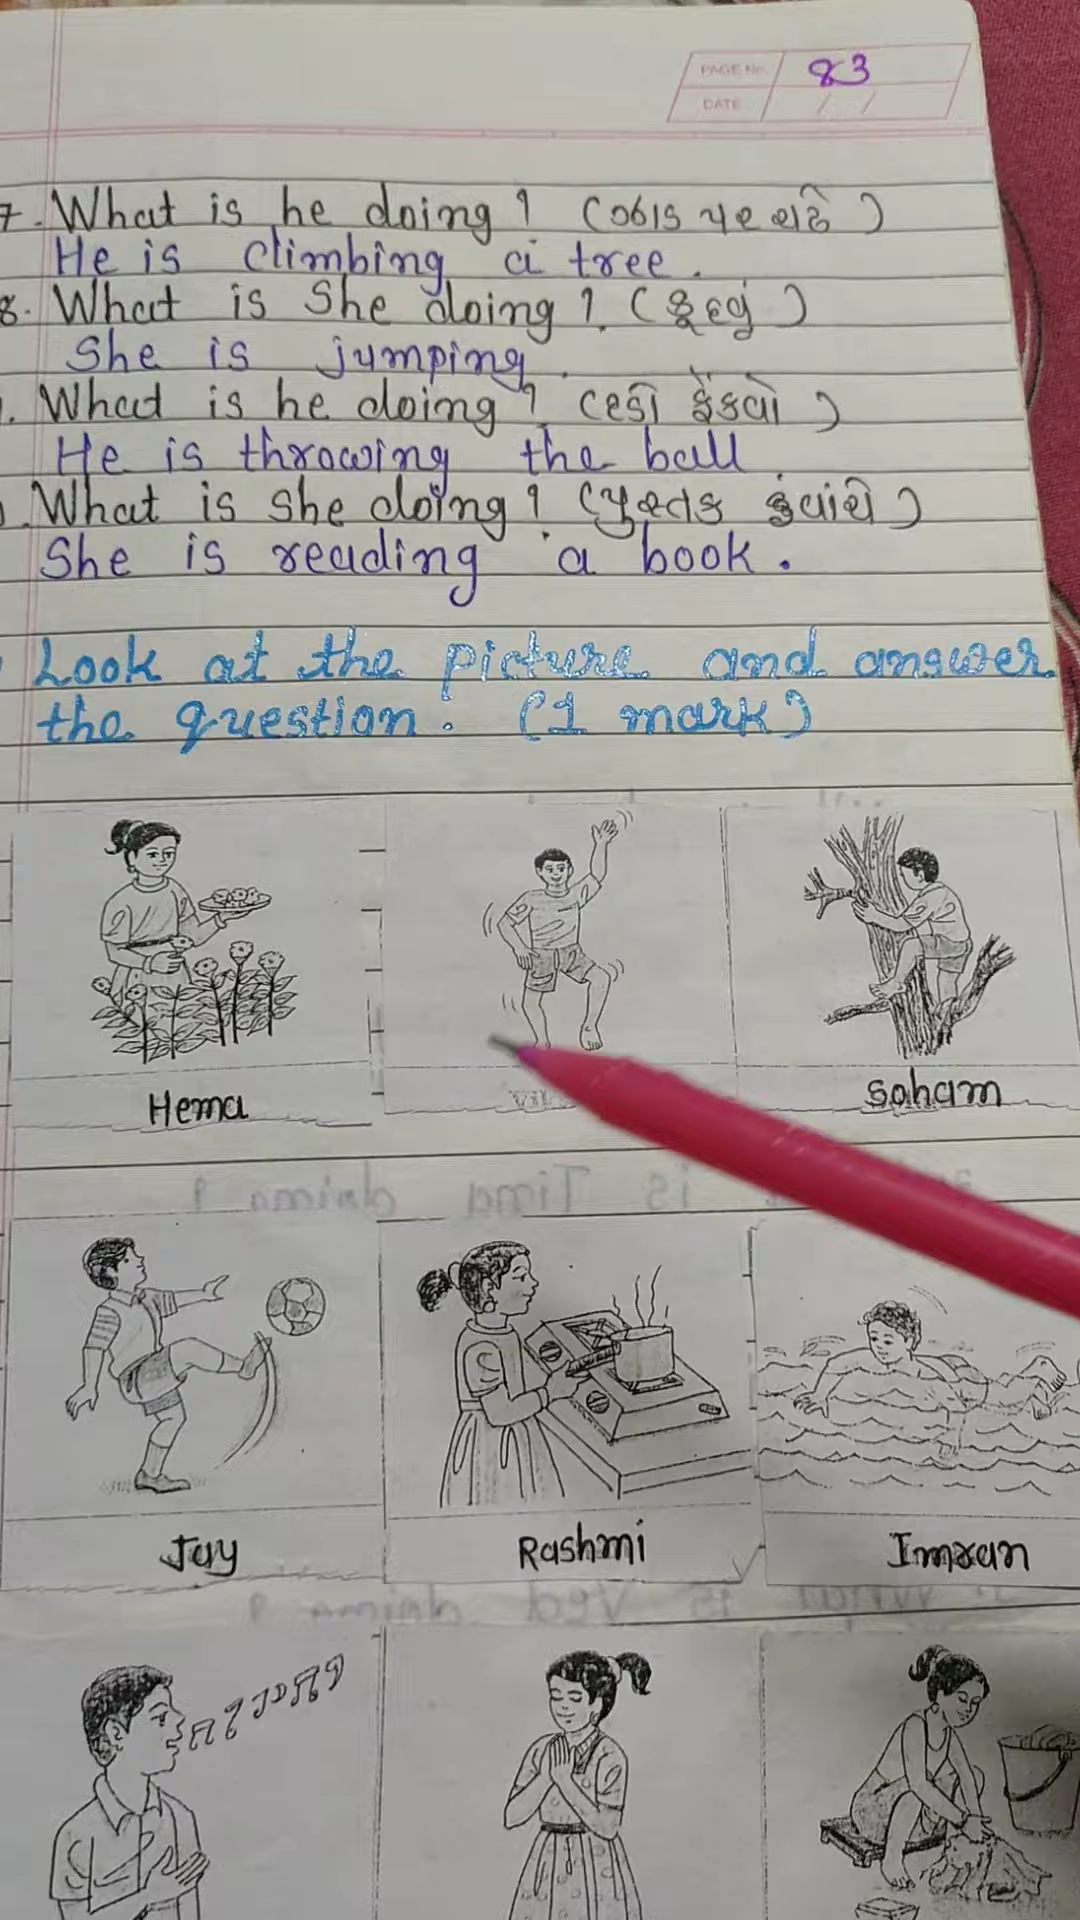 PAGE No. 83
DATE / /
7. What is he doing? (ઝાડ પર ચઢે)
He is climbing a tree.
8. What is She doing? (કૂદવું)
She is jumping.
. What is he doing? (દડો ફેંકવો)
He is throwing the ball.
. What is she doing? (પુસ્તક વાંચે)
She is reading a book.
Look at the picture and answer
the question. (1 mark)
Hema
Soham
Jay
Rashmi
Imran